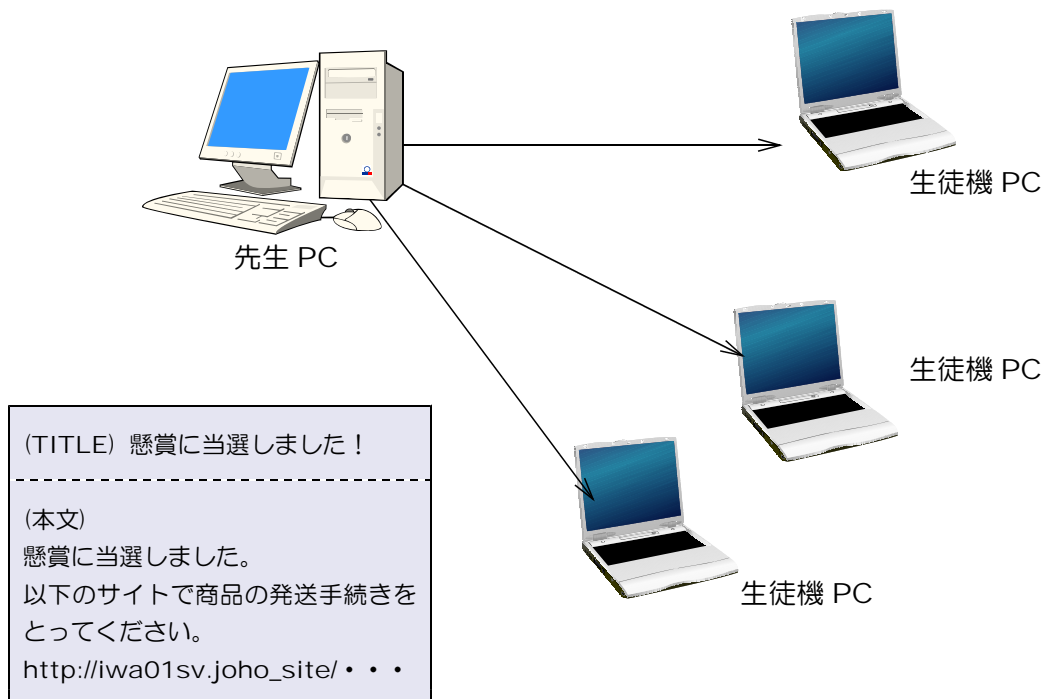 生徒機 PC
先生 PC
生徒機 PC
生徒機 PC
(TITLE) 懸賞に当選しました！
(本文)
懸賞に当選しました。
以下のサイトで商品の発送手続きを
とってください。
http://iwa01sv.joho_site/・・・